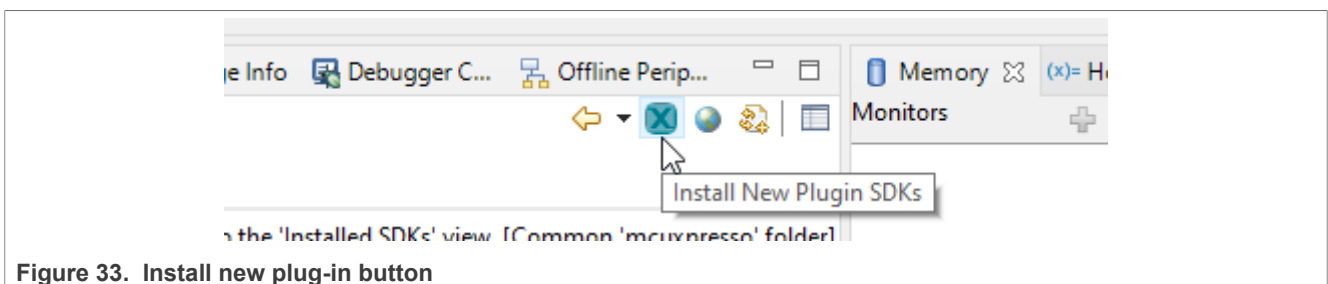 ge Info Debugger C... Offline Perip... Memory (x)= H
Monitors
Install New Plugin SDKs
the 'Installed SDKs' view. [Common 'mcuxpresso' folder]
Figure 33. Install new plug-in button